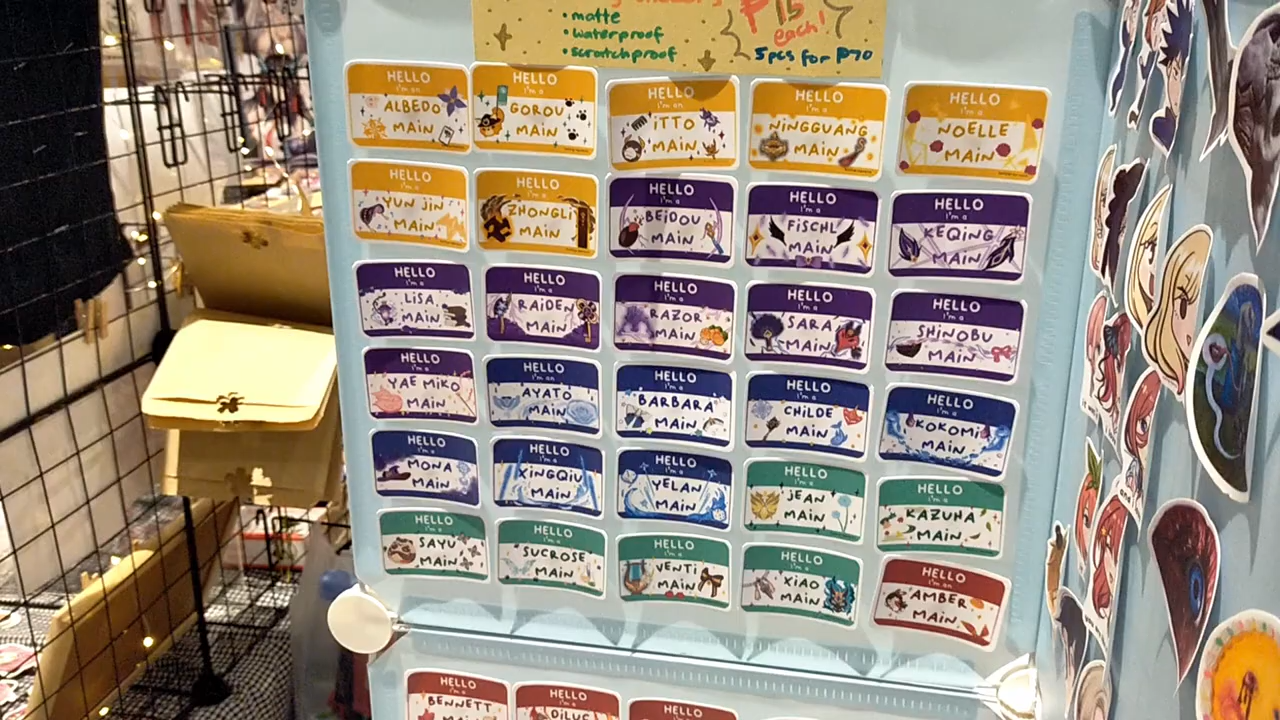 ₱15
• matte
each!
• waterproof
• scratchproof
5pcs for ₱70
HELLO
I'm an
ALBEDO
MAIN
HELLO
I'm a
GOROU
MAIN
HELLO
I'm an
ITTO
MAIN
HELLO
I'm a
NINGGUANG
MAIN
HELLO
I'm a
NOELLE
MAIN
HELLO
I'm a
YUN JIN
MAIN
HELLO
I'm a
ZHONGLI
MAIN
HELLO
I'm a
BEIDOU
MAIN
HELLO
I'm a
FISCHL
MAIN
HELLO
I'm a
KEQING
MAIN
HELLO
I'm a
LISA
MAIN
HELLO
I'm a
RAIDEN
MAIN
HELLO
I'm a
RAZOR
MAIN
HELLO
I'm a
SARA
MAIN
HELLO
I'm a
SHINOBU
MAIN
HELLO
I'm a
YAE MIKO
MAIN
HELLO
I'm an
AYATO
MAIN
HELLO
I'm a
BARBARA
MAIN
HELLO
I'm a
CHILDE
MAIN
HELLO
I'm a
KOKOMI
MAIN
HELLO
I'm a
MONA
MAIN
HELLO
I'm a
XINGQIU
MAIN
HELLO
I'm a
YELAN
MAIN
HELLO
I'm a
JEAN
MAIN
HELLO
I'm a
KAZUHA
MAIN
HELLO
I'm a
SAYU
MAIN
HELLO
I'm a
SUCROSE
MAIN
HELLO
I'm a
VENTI
MAIN
HELLO
I'm a
XIAO
MAIN
HELLO
I'm an
AMBER
MAIN
HELLO
I'm a
BENNETT
HELLO
I'm a
DILUC
HELLO